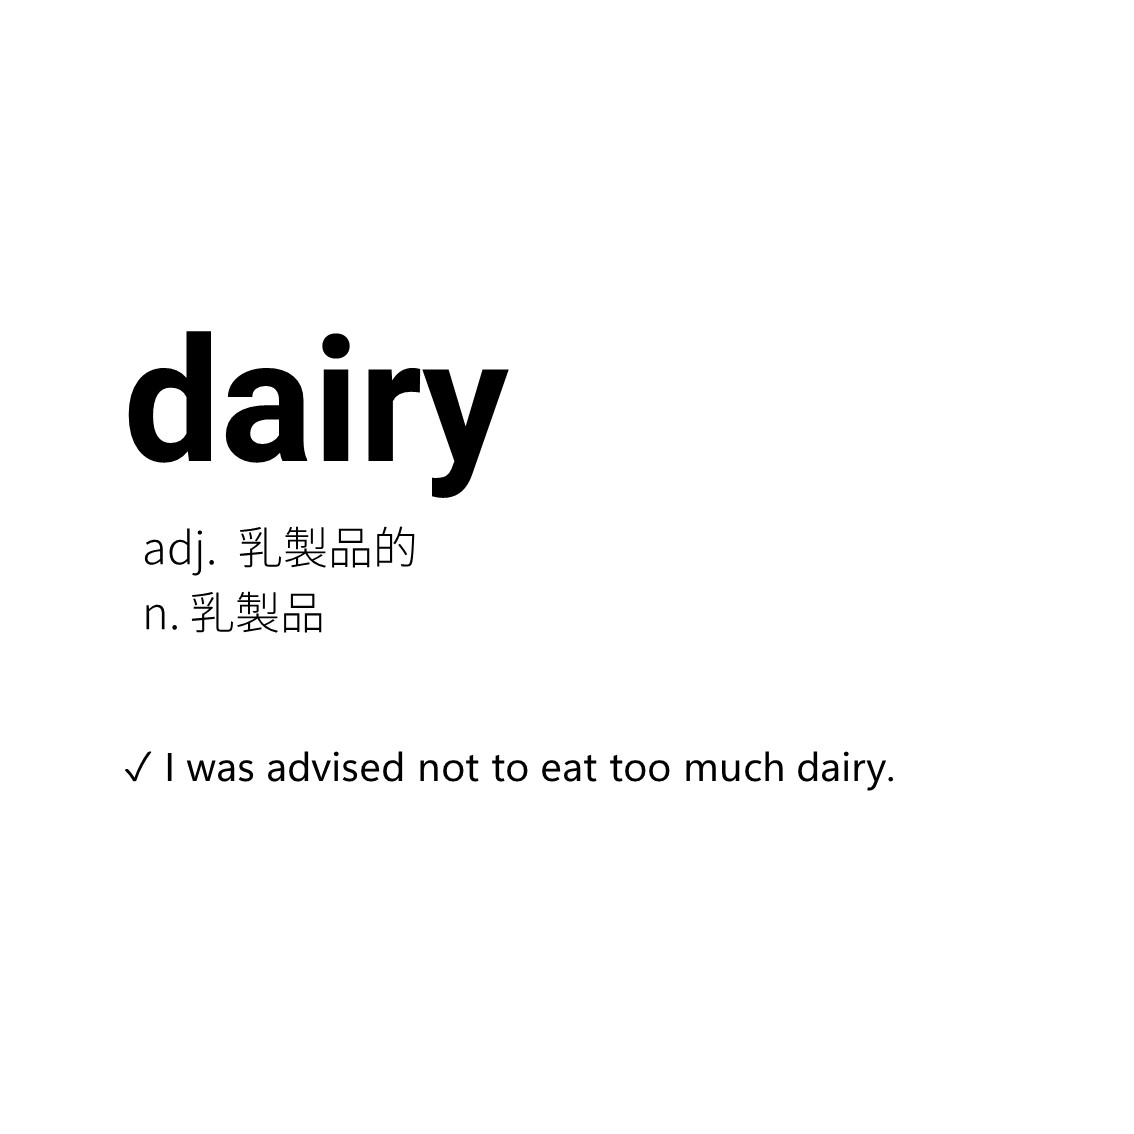 dairy
adj. 乳製品的
n. 乳製品
✓ I was advised not to eat too much dairy.